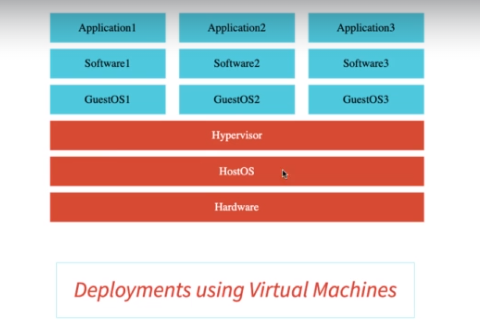 Application1 Application2 Application3
Software1 Software2 Software3
GuestOS1 GuestOS2 GuestOS3
Hypervisor
HostOS
Hardware
Deployments using Virtual Machines